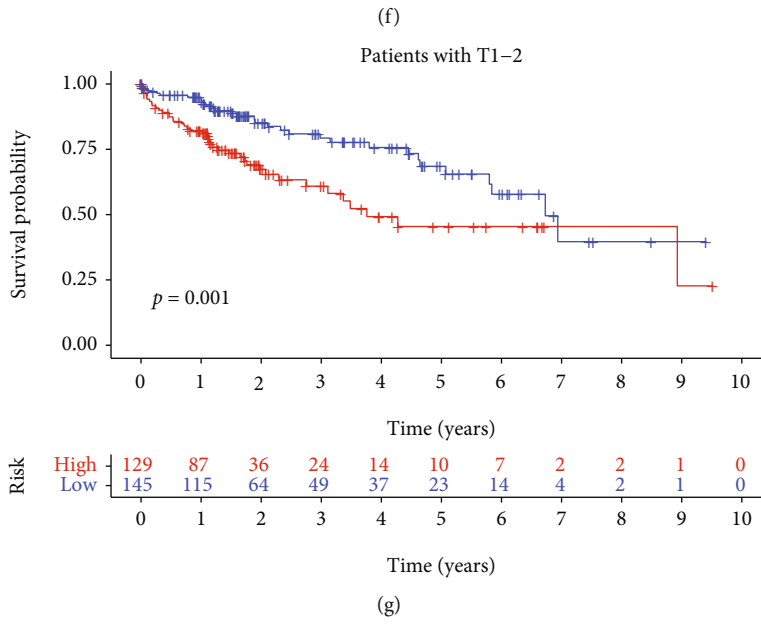 (f)
Patients with T1–2
Survival probability
1.00
0.75
0.50
0.25
0.00
p = 0.001
0 1 2 3 4 5 6 7 8 9 10
Time (years)
Risk
High 129 87 36 24 14 10 7 2 2 1 0
Low 145 115 64 49 37 23 14 4 2 1 0
0 1 2 3 4 5 6 7 8 9 10
Time (years)
(g)